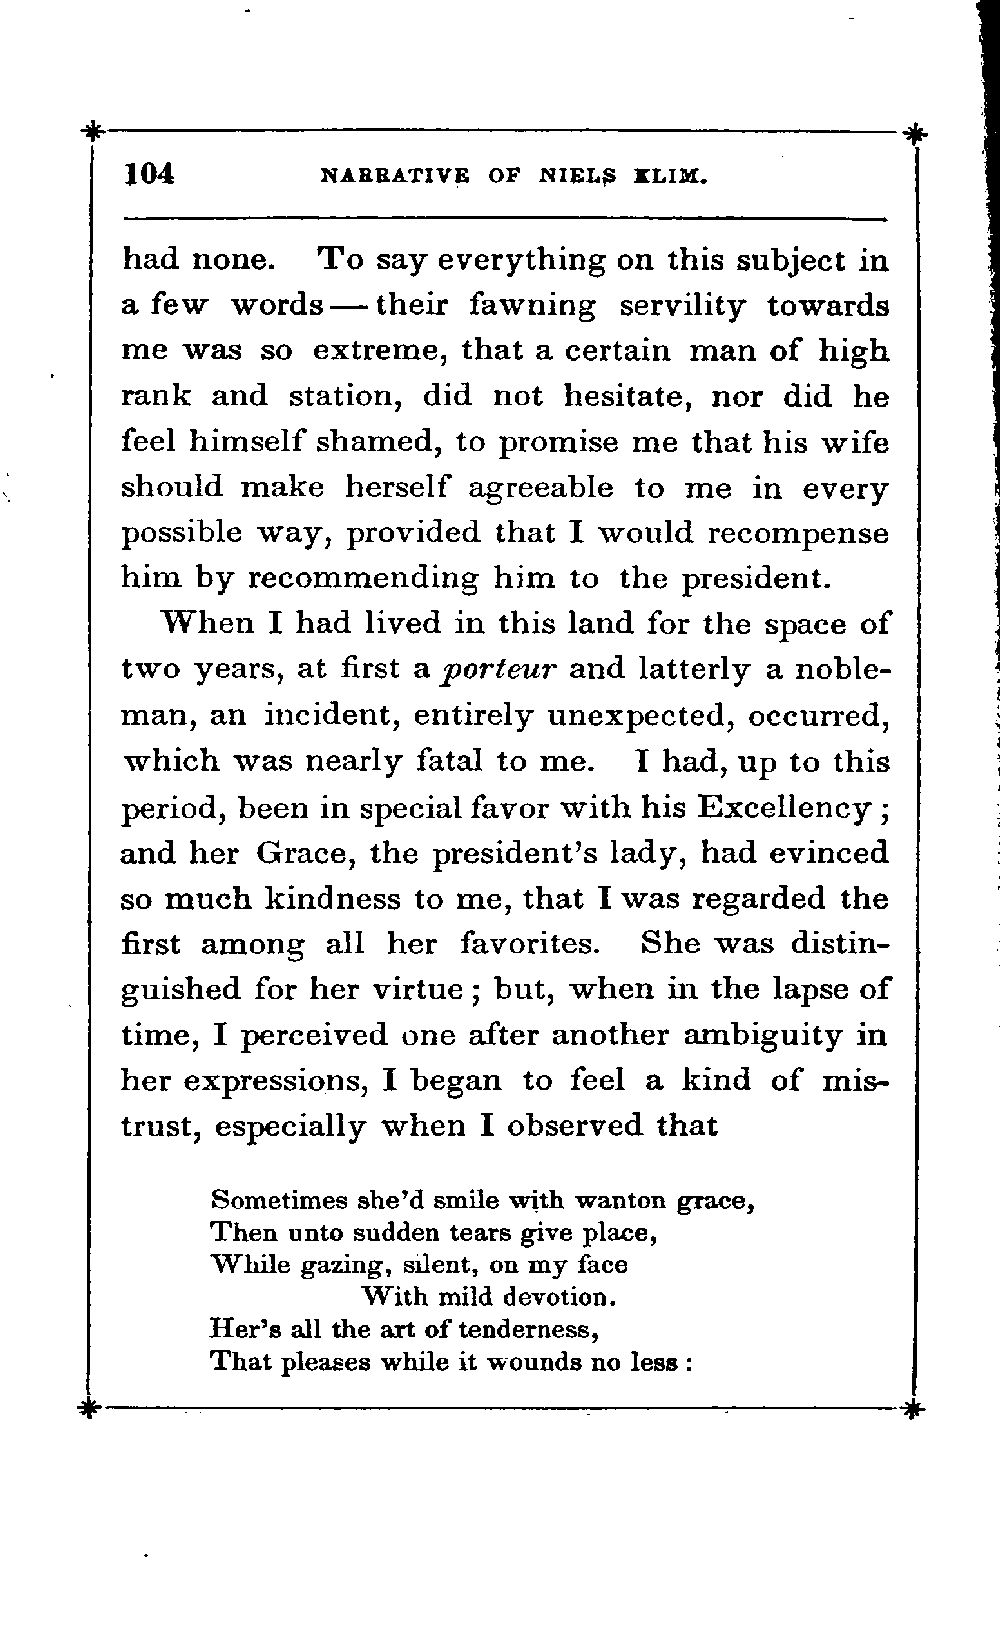 104 NARRATIVE OF NIELS KLIM.
had none. To say everything on this subject in
a few words — their fawning servility towards
me was so extreme, that a certain man of high
rank and station, did not hesitate, nor did he
feel himself shamed, to promise me that his wife
should make herself agreeable to me in every
possible way, provided that I would recompense
him by recommending him to the president.
When I had lived in this land for the space of
two years, at first a porteur and latterly a noble-
man, an incident, entirely unexpected, occurred,
which was nearly fatal to me. I had, up to this
period, been in special favor with his Excellency ;
and her Grace, the president's lady, had evinced
so much kindness to me, that I was regarded the
first among all her favorites. She was distin-
guished for her virtue ; but, when in the lapse of
time, I perceived one after another ambiguity in
her expressions, I began to feel a kind of mis-
trust, especially when I observed that
Sometimes she'd smile with wanton grace,
Then unto sudden tears give place,
While gazing, silent, on my face
With mild devotion.
Her's all the art of tenderness,
That pleases while it wounds no less :